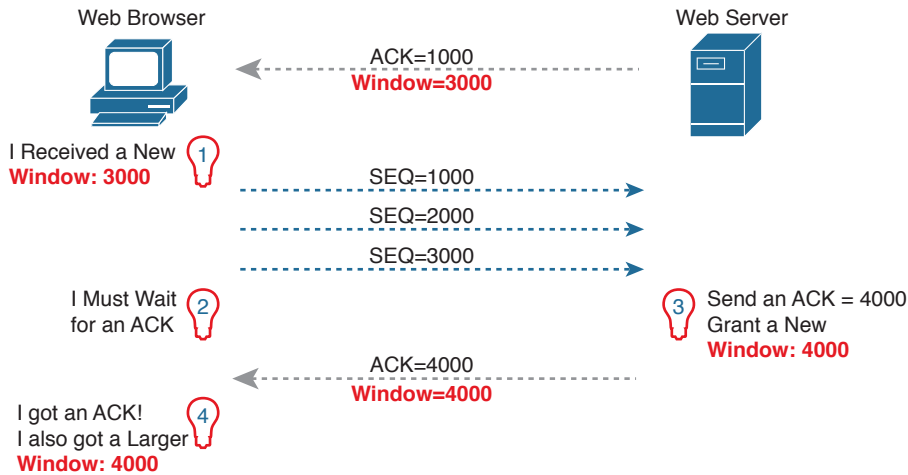 Web Browser
Web Server
ACK=1000
Window=3000
I Received a New
Window: 3000
1
SEQ=1000
SEQ=2000
SEQ=3000
I Must Wait
for an ACK
2
3
Send an ACK = 4000
Grant a New
Window: 4000
ACK=4000
Window=4000
I got an ACK!
I also got a Larger
Window: 4000
4